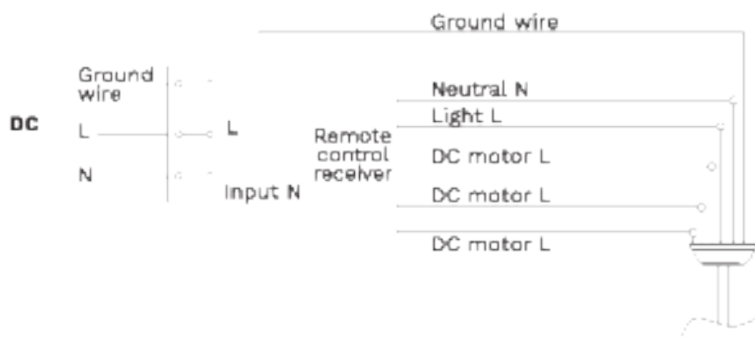 Ground wire
Ground
wire
DC
L
L
N
Input N
Remote
control
receiver
Neutral N
Light L
DC motor L
DC motor L
DC motor L